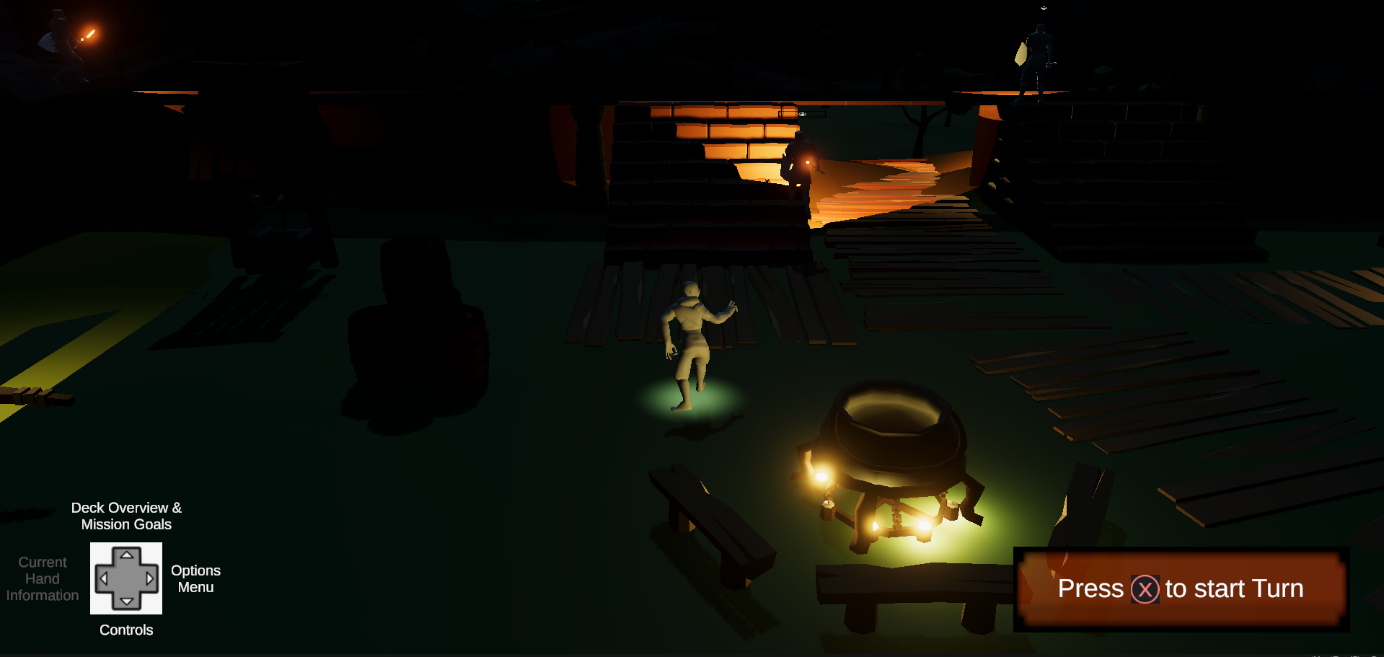 Deck Overview &
Mission Goals
Current
Hand
Information
Options
Menu
Controls
Press X to start Turn